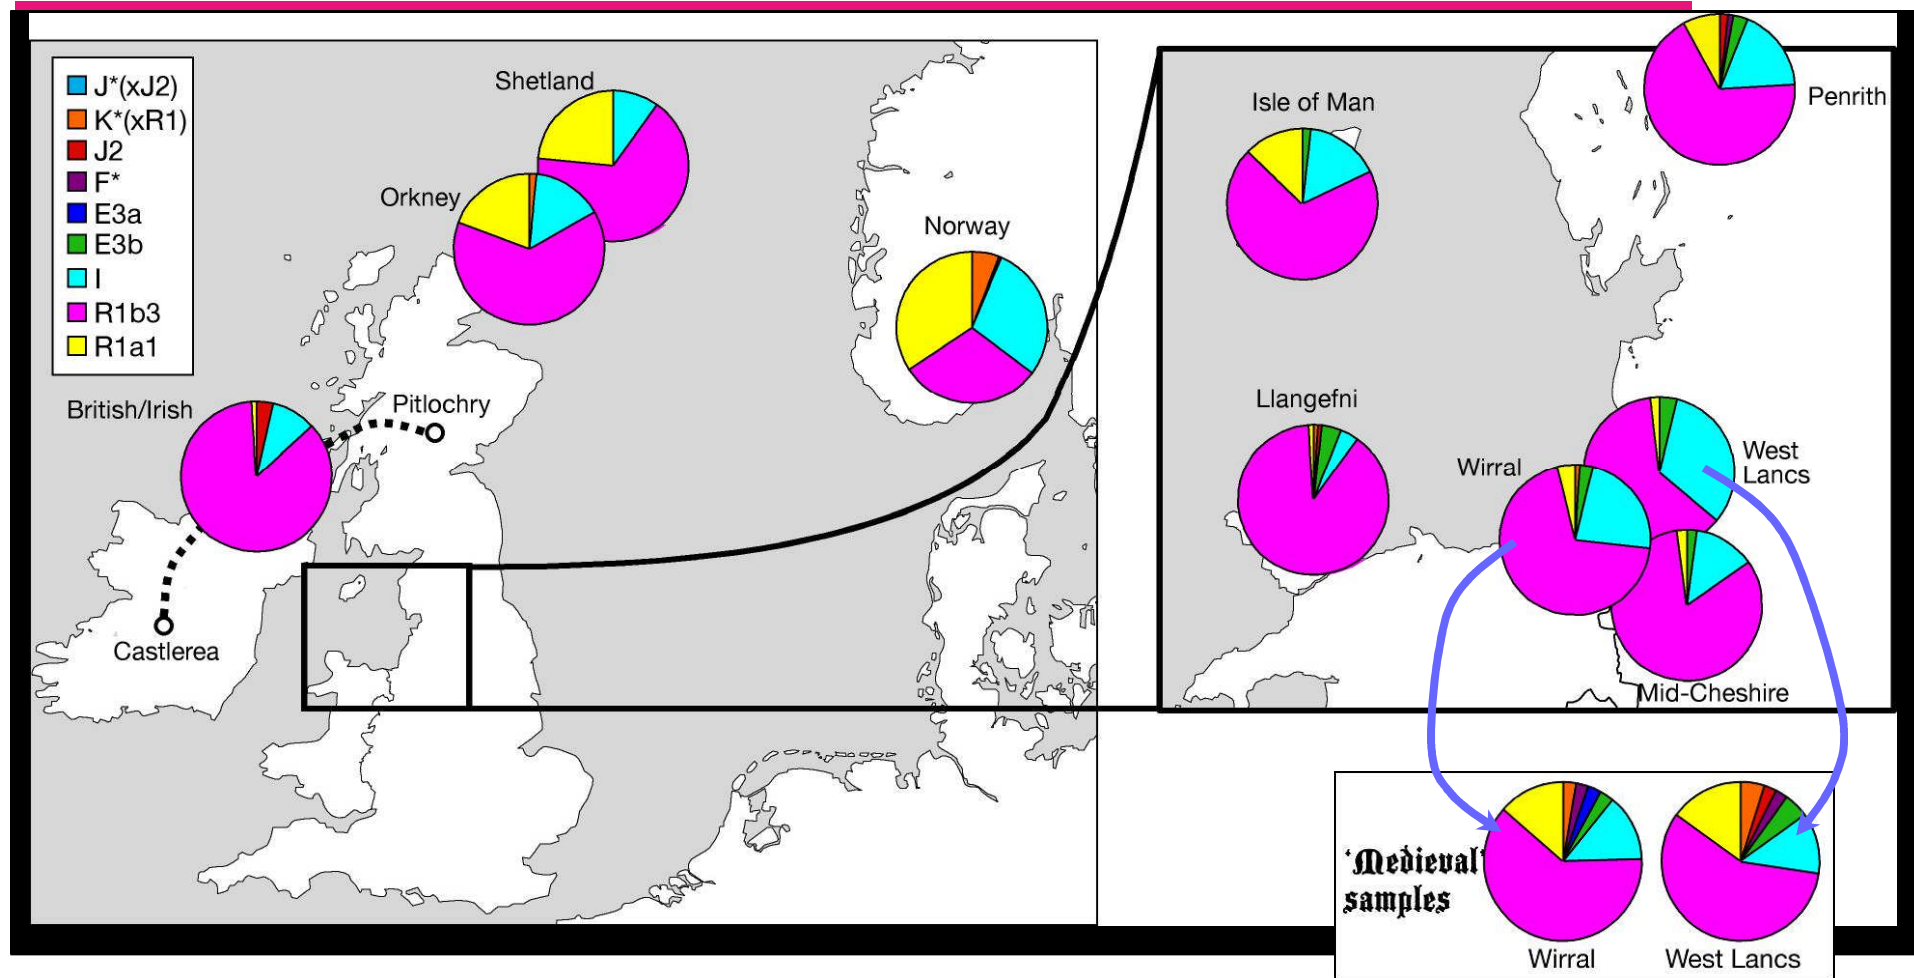 J*(xJ2)
K*(xR1)
J2
F*
E3a
E3b
I
R1b3
R1a1
Shetland
Orkney
Norway
British/Irish
Pitlochry
Castlerea
Isle of Man
Penrith
Llangefni
Wirral
West
Lancs
Mid-Cheshire
'Medieval'
samples
Wirral
West Lancs